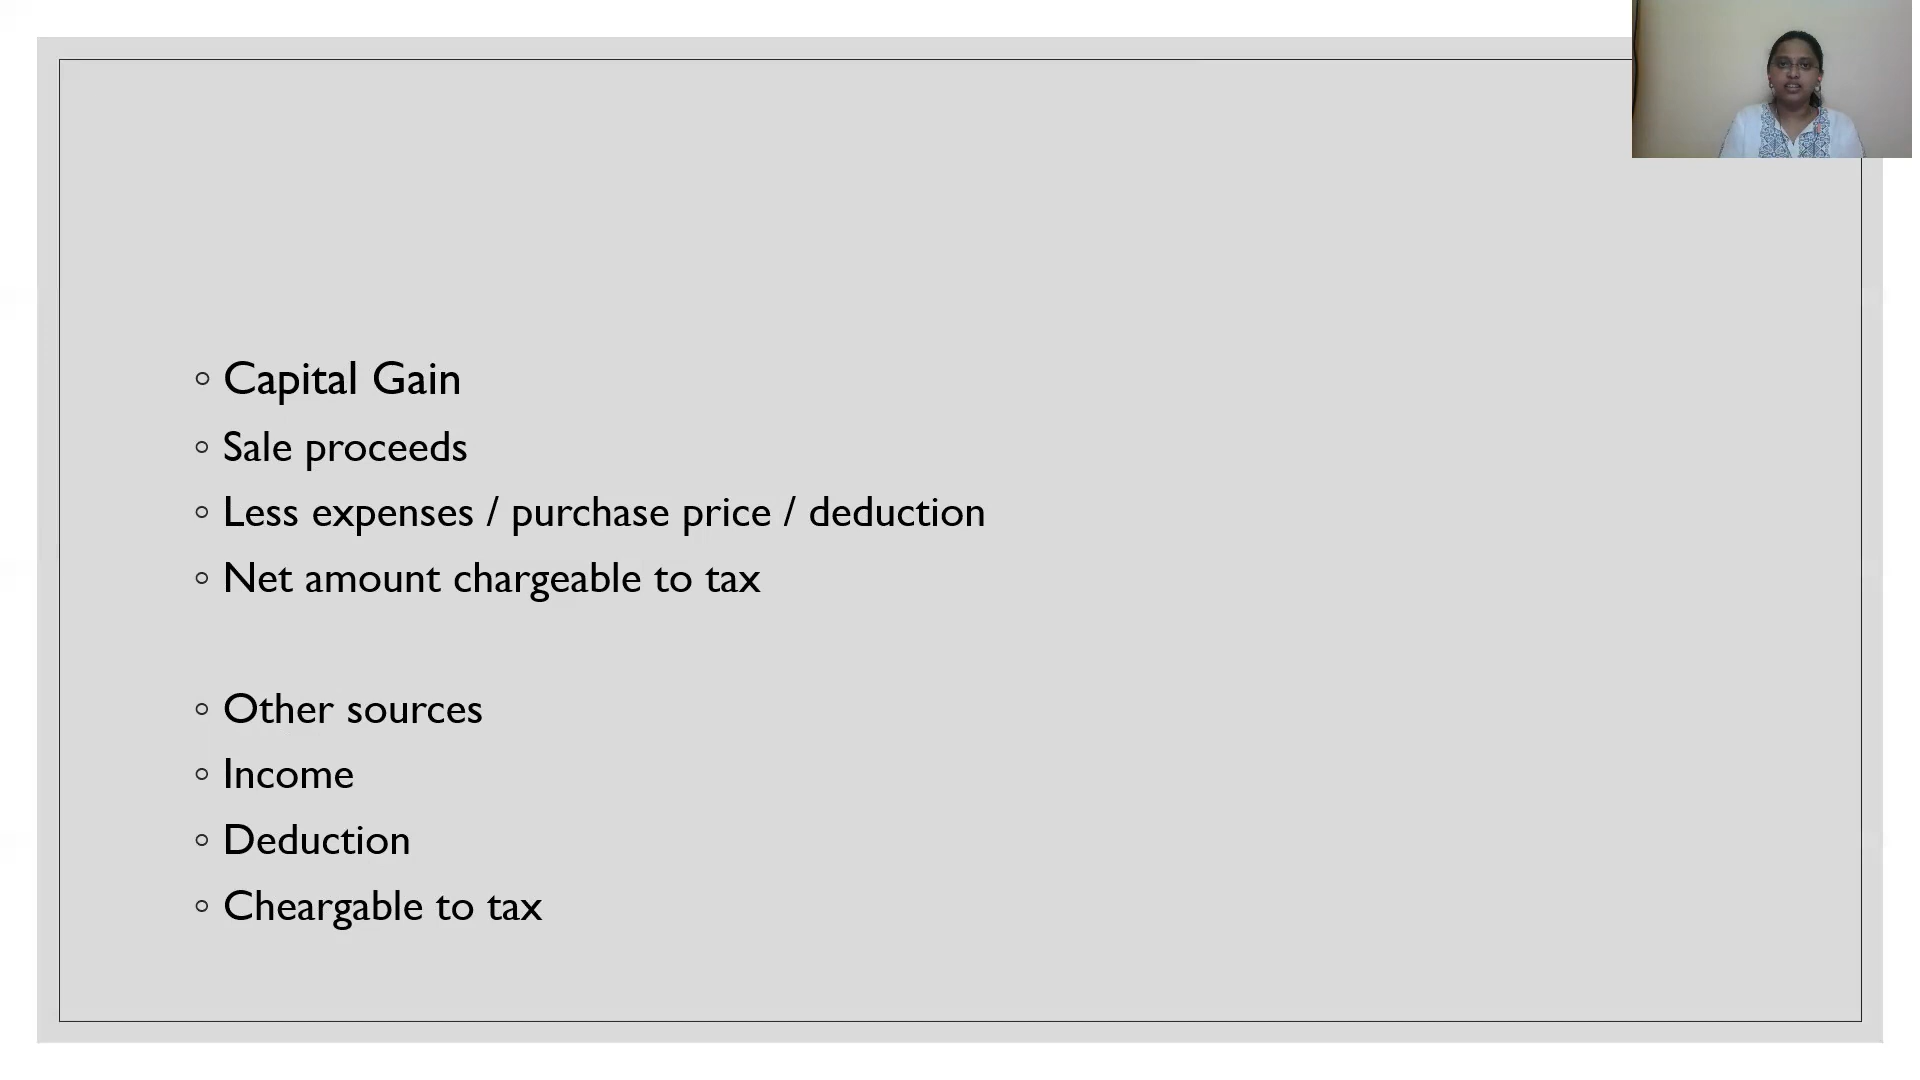 ◦ Capital Gain
◦ Sale proceeds
◦ Less expenses / purchase price / deduction
◦ Net amount chargeable to tax
◦ Other sources
◦ Income
◦ Deduction
◦ Cheargable to tax